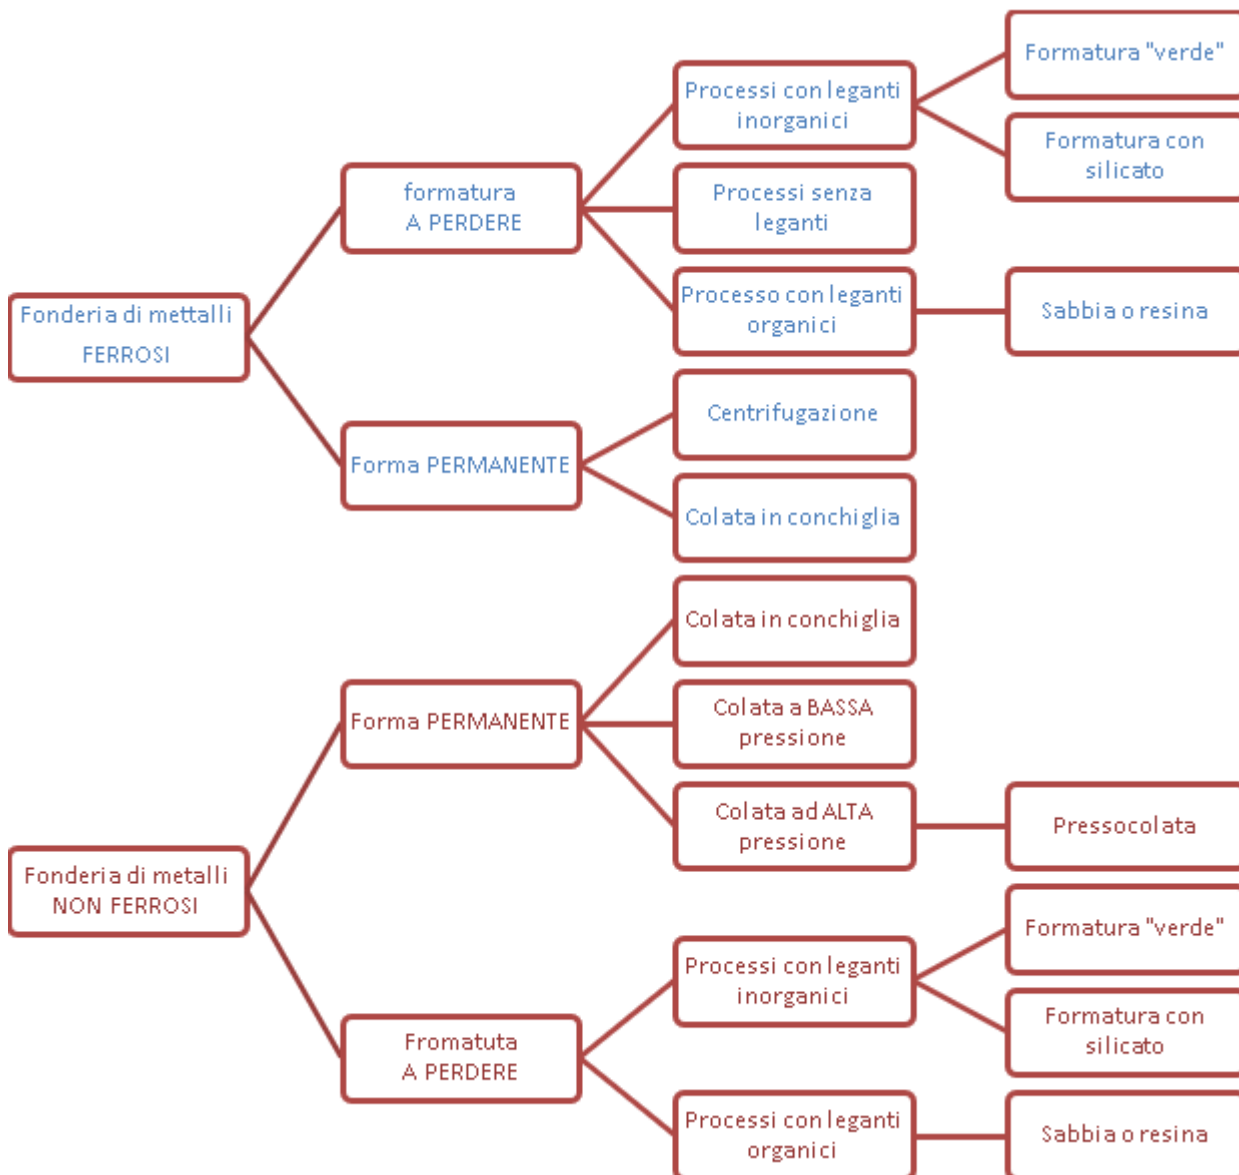 Formatura "verde"
Processi con leganti
inorganici
Formatura con
silicato
formatura
A PERDERE
Processi senza
leganti
Processo con leganti
organici
Sabbia o resina
Fonderia di mettalli
FERROSI
Centrifugazione
Forma PERMANENTE
Colata in conchiglia
Colata in conchiglia
Forma PERMANENTE
Colata a BASSA
pressione
Colata ad ALTA
pressione
Pressocolata
Fonderia di metalli
NON FERROSI
Formatura "verde"
Processi con leganti
inorganici
Formatura con
silicato
Fromatuta
A PERDERE
Processi con leganti
organici
Sabbia o resina